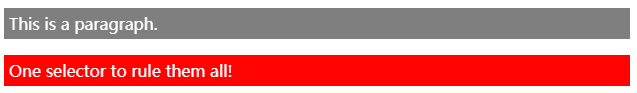 This is a paragraph.
One selector to rule them all!